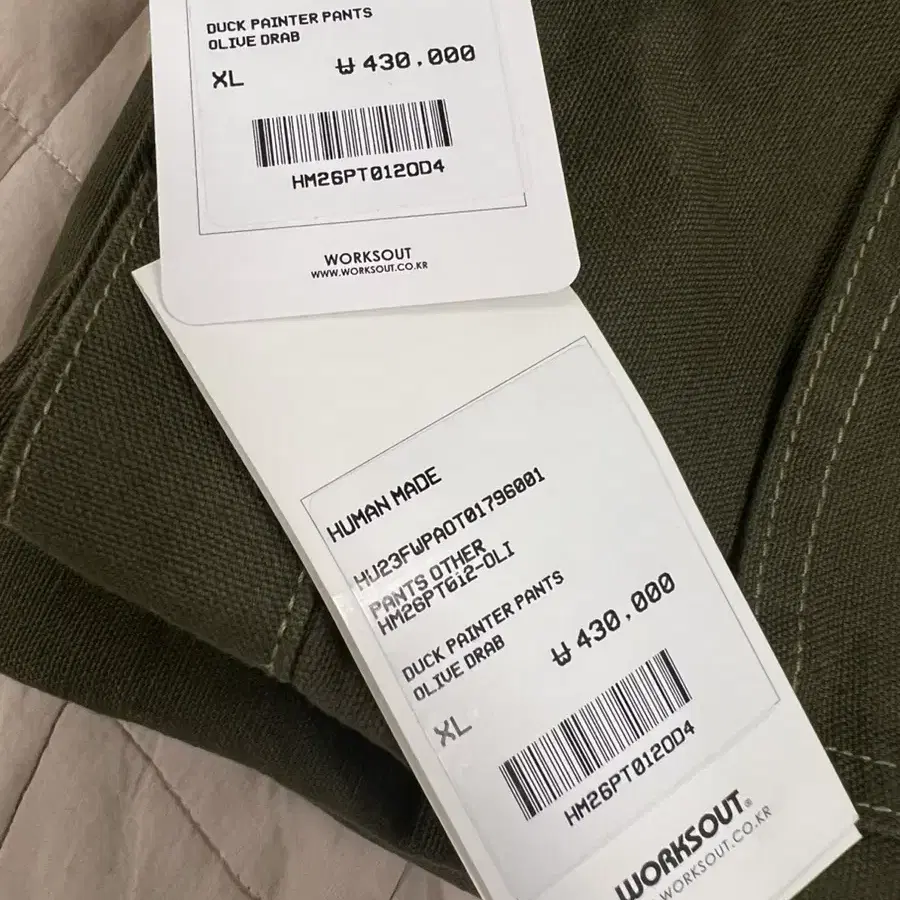 DUCK PAINTER PANTS
OLIVE DRAB
XL ₩430,000
HM26PT012OD4
WORKSOUT
WWW.WORKSOUT.CO.KR
HUMAN MADE
HU23FWPAOT01796001
PANTS OTHER
HM26PT012-OLI
DUCK PAINTER PANTS
OLIVE DRAB
₩430,000
XL
HM26PT012OD4
WORKSOUT®
WORKSOUT.CO.KR